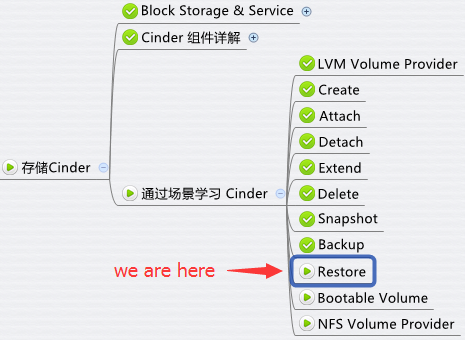 Block Storage & Service
Cinder 组件详解
LVM Volume Provider
Create
Attach
Detach
存储Cinder
Extend
通过场景学习 Cinder
Delete
Snapshot
Backup
we are here
Restore
Bootable Volume
NFS Volume Provider